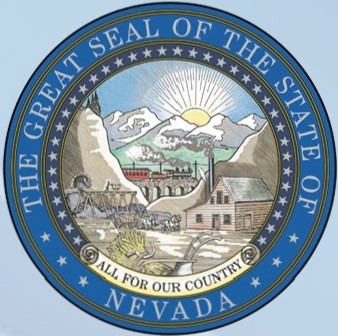 THE GREAT SEAL OF THE STATE OF
NEVADA
ALL FOR OUR COUNTRY